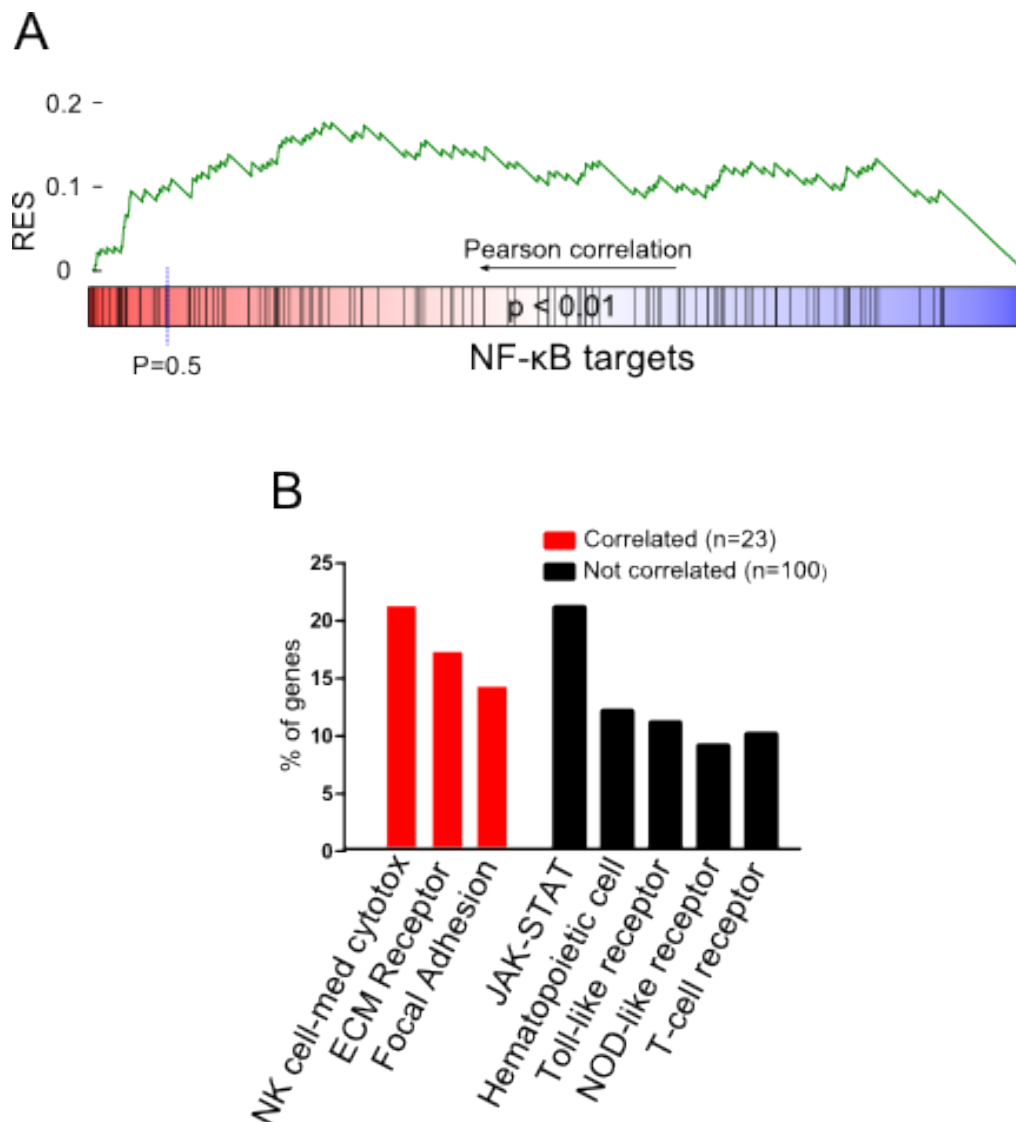 A
0.2
0.1
0
RES
Pearson correlation
p < 0.01
P=0.5
NF-κB targets
B
Correlated (n=23)
Not correlated (n=100)
25
20
15
10
5
0
% of genes
NK cell-med cytotox
ECM Receptor
Focal Adhesion
JAK-STAT
Hematopoietic cell
Toll-like receptor
NOD-like receptor
T-cell receptor